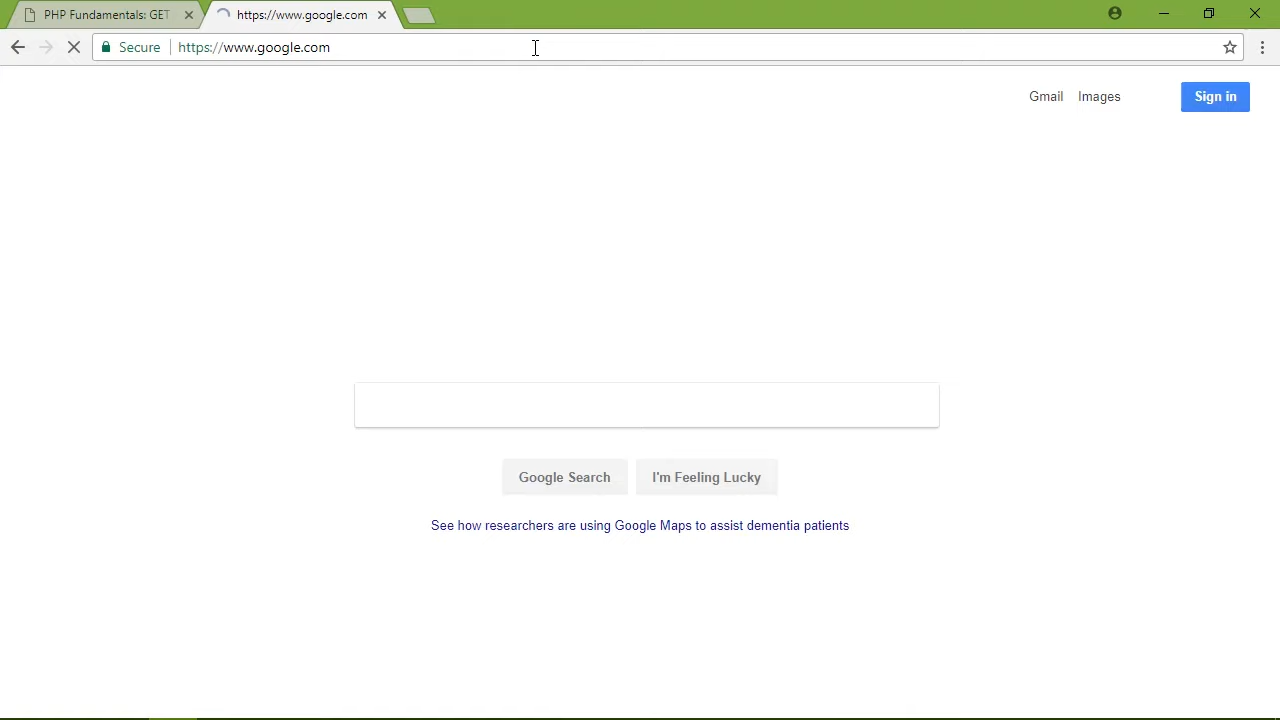 PHP Fundamentals: GET
https://www.google.com
Secure
https://www.google.com
Gmail Images Sign in
Google Search I'm Feeling Lucky
See how researchers are using Google Maps to assist dementia patients